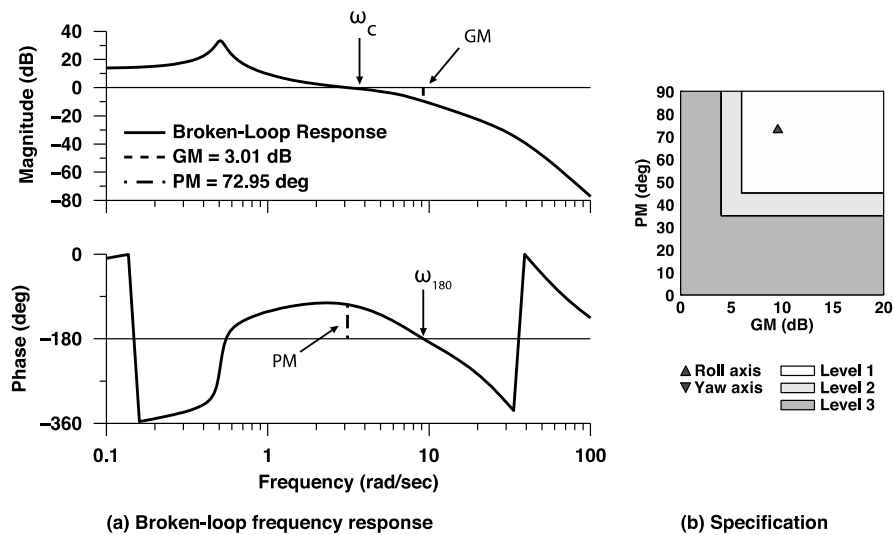 40
20
0
−20
−40
−60
−80
Magnitude (dB)
ω
C
GM
Broken-Loop Response
GM = 3.01 dB
PM = 72.95 deg
0
−180
−360
Phase (deg)
ω
180
PM
0.1
1
10
100
Frequency (rad/sec)
(a) Broken-loop frequency response
90
80
70
60
50
40
30
20
10
0
PM (deg)
0
5
10
15
20
GM (dB)
Roll axis
Yaw axis
Level 1
Level 2
Level 3
(b) Specification